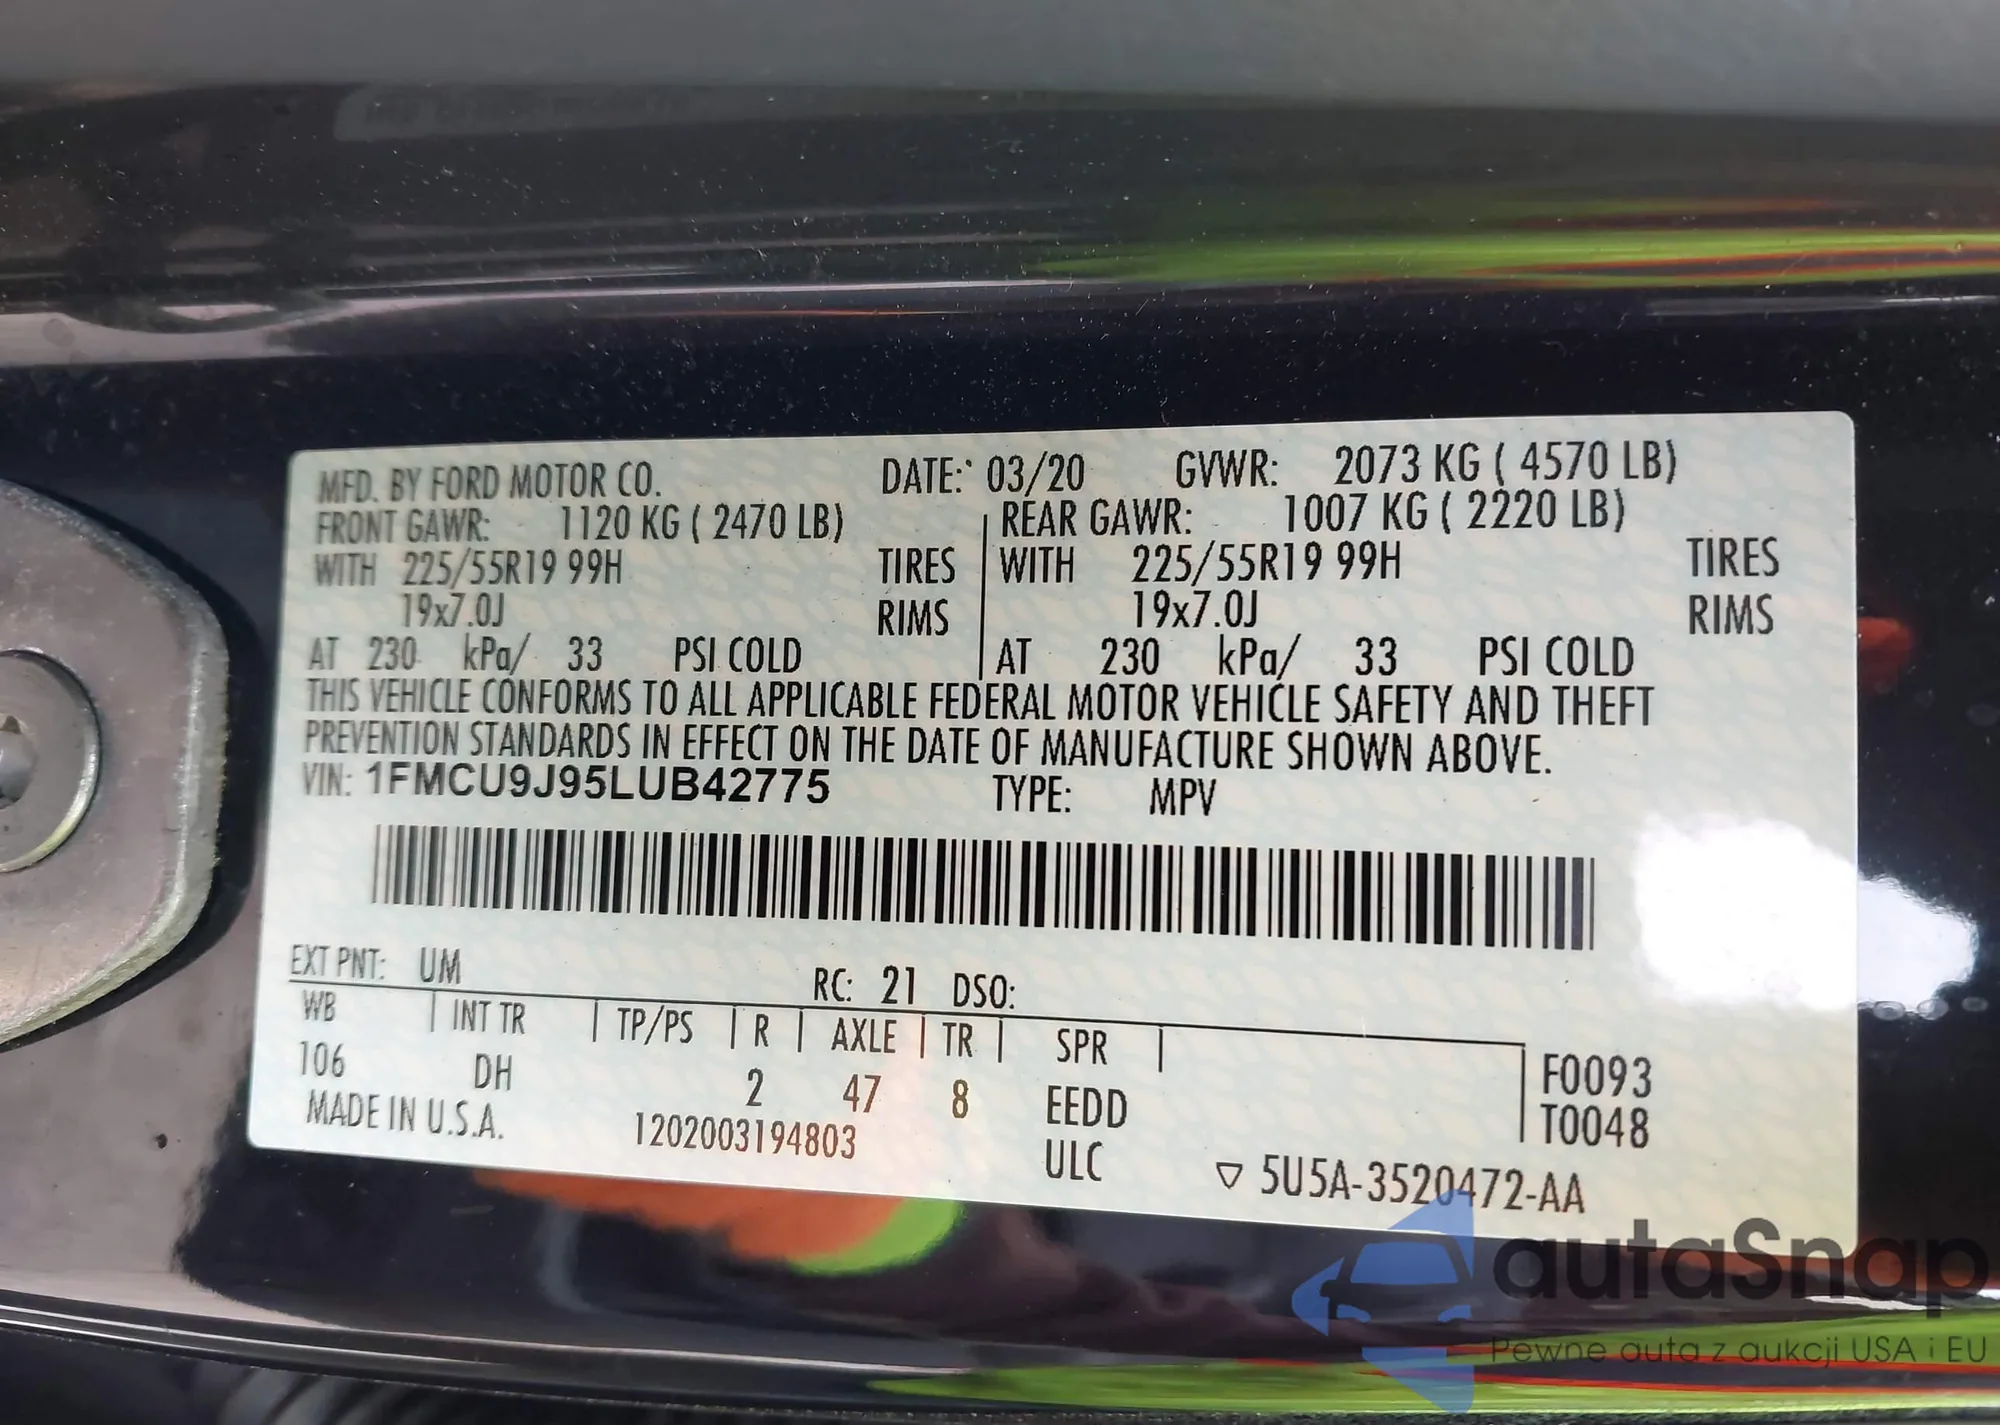 MFD. BY FORD MOTOR CO. DATE: 03/20 GVWR: 2073 KG ( 4570 LB)
FRONT GAWR: 1120 KG ( 2470 LB) REAR GAWR: 1007 KG ( 2220 LB)
WITH 225/55R19 99H TIRES WITH 225/55R19 99H TIRES
19x7.0J RIMS 19x7.0J RIMS
AT 230 kPa/ 33 PSI COLD AT 230 kPa/ 33 PSI COLD
THIS VEHICLE CONFORMS TO ALL APPLICABLE FEDERAL MOTOR VEHICLE SAFETY AND THEFT
PREVENTION STANDARDS IN EFFECT ON THE DATE OF MANUFACTURE SHOWN ABOVE.
VIN: 1FMCU9J95LUB42775 TYPE: MPV
EXT PNT: UM RC: 21 DSO:
WB INT TR TP/PS R AXLE TR SPR
106 DH 2 47 8 EEDD F0093
MADE IN U.S.A. 1202003194803 ULC T0048
▽ 5U5A-3520472-AA
autaSnap
Pewne auta z aukcji USA i EU